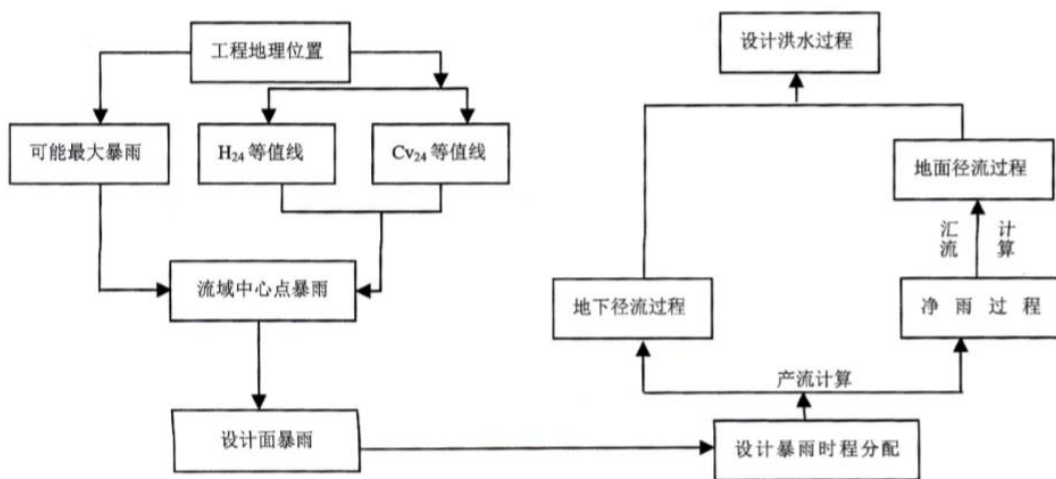 工程地理位置
可能最大暴雨
H24 等值线
Cv24 等值线
流域中心点暴雨
设计面暴雨
设计暴雨时程分配
产流计算
地下径流过程
净雨过程
汇流
计算
地面径流过程
设计洪水过程